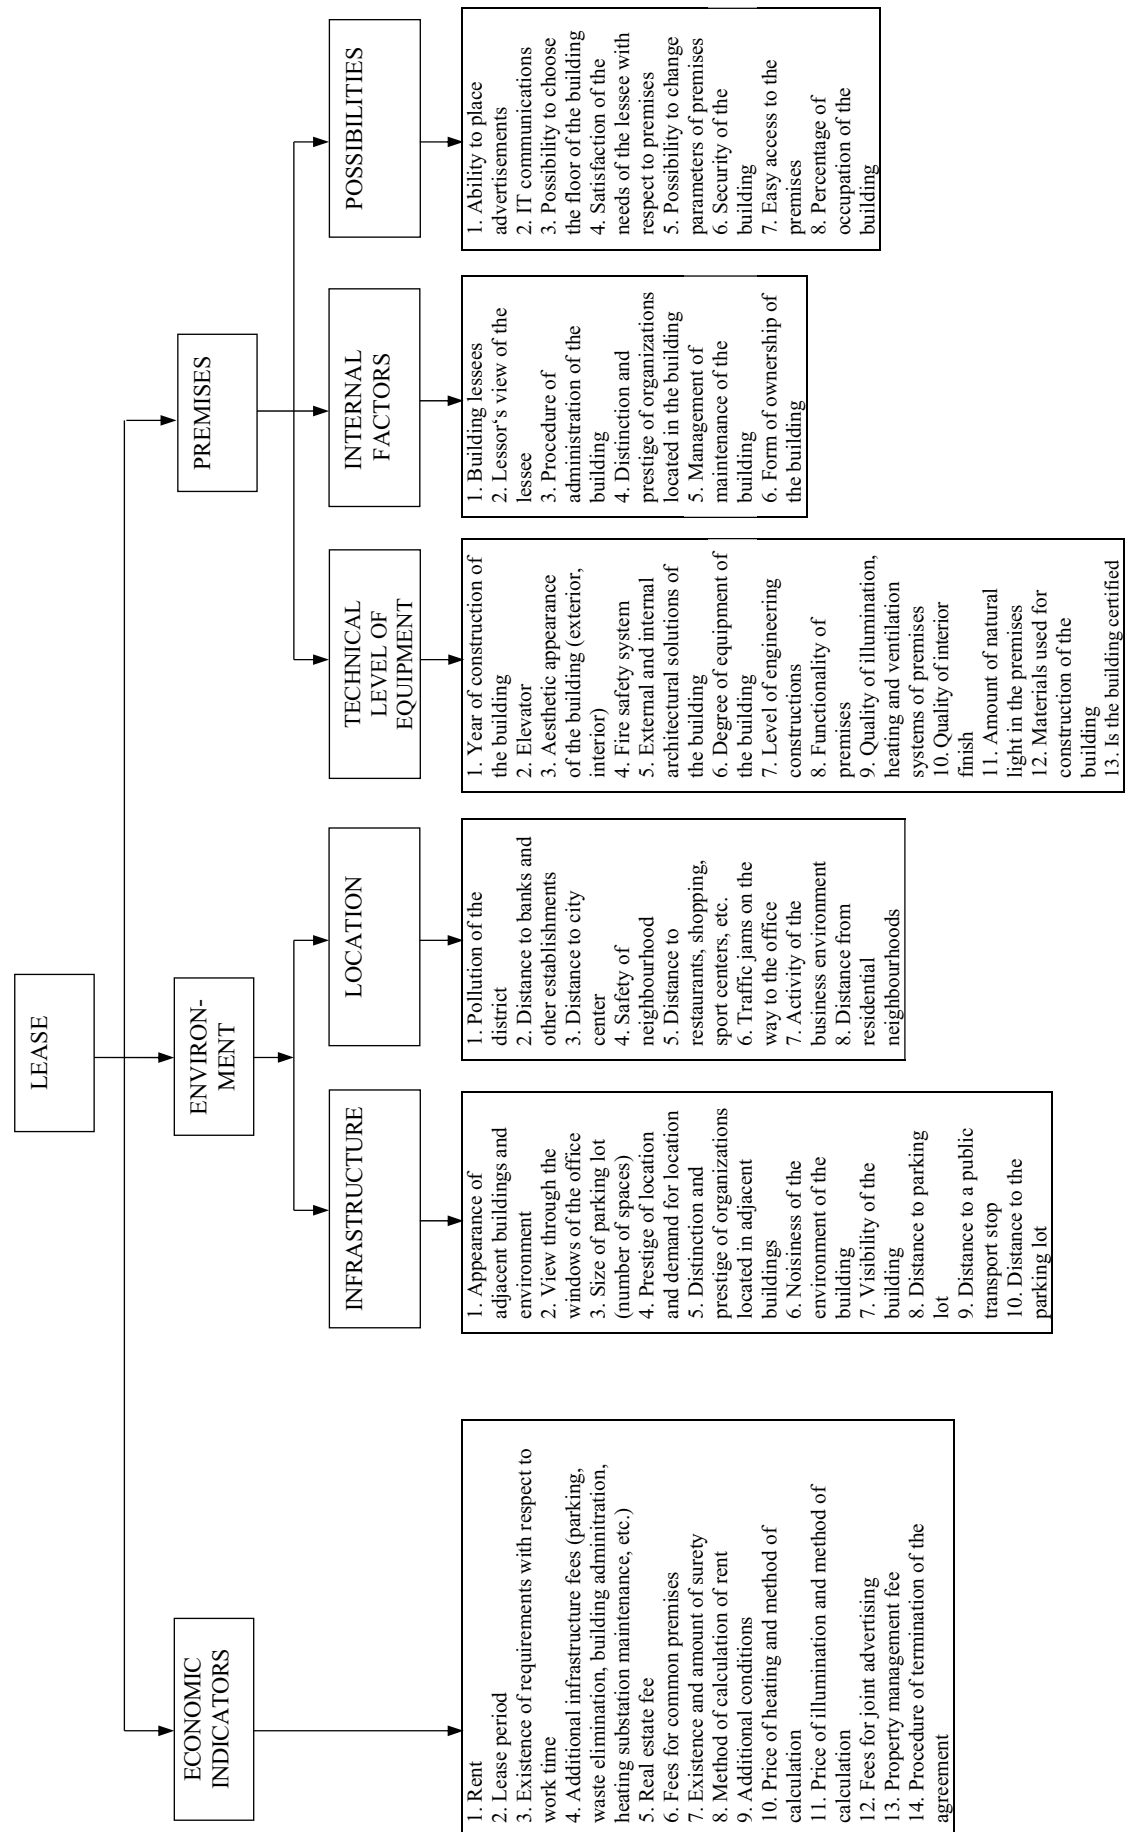 LEASE
ECONOMIC
INDICATORS
ENVIRON-
MENT
PREMISES
INFRASTRUCTURE
LOCATION
TECHNICAL
LEVEL OF
EQUIPMENT
INTERNAL
FACTORS
POSSIBILITIES
1. Rent
2. Lease period
3. Existence of requirements with respect to
work time
4. Additional infrastructure fees (parking,
waste elimination, building adminitration,
heating substation maintenance, etc.)
5. Real estate fee
6. Fees for common premises
7. Existence and amount of surety
8. Method of calculation of rent
9. Additional conditions
10. Price of heating and method of
calculation
11. Price of illumination and method of
calculation
12. Fees for joint advertising
13. Property management fee
14. Procedure of termination of the
agreement
1. Appearance of
adjacent buildings and
environment
2. View through the
windows of the office
3. Size of parking lot
(number of spaces)
4. Prestige of location
and demand for location
5. Distinction and
prestige of organizations
located in adjacent
buildings
6. Noisiness of the
environment of the
building
7. Visibility of the
building
8. Distance to parking
lot
9. Distance to a public
transport stop
10. Distance to the
parking lot
1. Pollution of the
district
2. Distance to banks and
other establishments
3. Distance to city
center
4. Safety of
neighbourhood
5. Distance to
restaurants, shopping,
sport centers, etc.
6. Traffic jams on the
way to the office
7. Activity of the
business environment
8. Distance from
residential
neighbourhoods
1. Year of construction of
the building
2. Elevator
3. Aesthetic appearance
of the building (exterior,
interior)
4. Fire safety system
5. External and internal
architectural solutions of
the building
6. Degree of equipment of
the building
7. Level of engineering
constructions
8. Functionality of
premises
9. Quality of illumination,
heating and ventilation
systems of premises
10. Quality of interior
finish
11. Amount of natural
light in the premises
12. Materials used for
construction of the
building
13. Is the building certified
1. Building lessees
2. Lessor‘s view of the
lessee
3. Procedure of
administration of the
building
4. Distinction and
prestige of organizations
located in the building
5. Management of
maintenance of the
building
6. Form of ownership of
the building
1. Ability to place
advertisements
2. IT communications
3. Possibility to choose
the floor of the building
4. Satisfaction of the
needs of the lessee with
respect to premises
5. Possibility to change
parameters of premises
6. Security of the
building
7. Easy access to the
premises
8. Percentage of
occupation of the
building